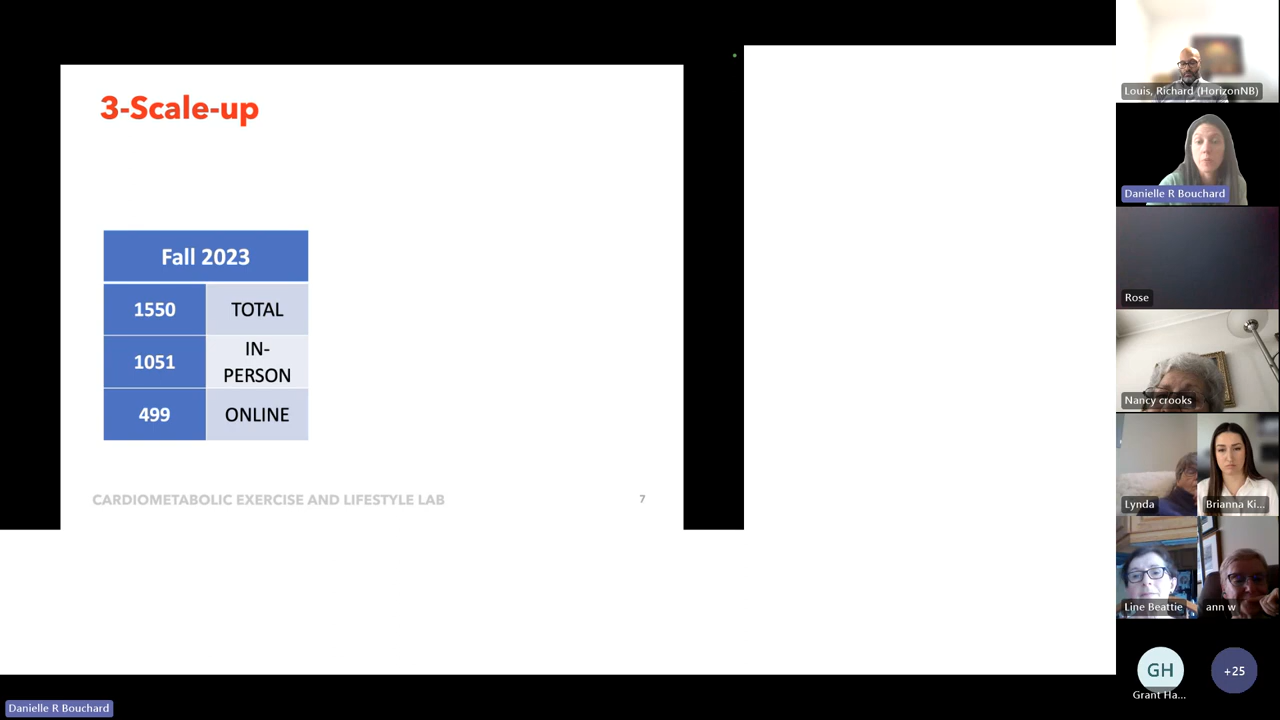 3-Scale-up
Fall 2023
1550 TOTAL
1051 IN-
PERSON
499 ONLINE
CARDIOMETABOLIC EXERCISE AND LIFESTYLE LAB 7
Louis, Richard (HorizonNB)
Danielle R Bouchard
Rose
Nancy crooks
Lynda Brianna Ki...
Line Beattie ann w
GH +25
Grant Ha...
Danielle R Bouchard